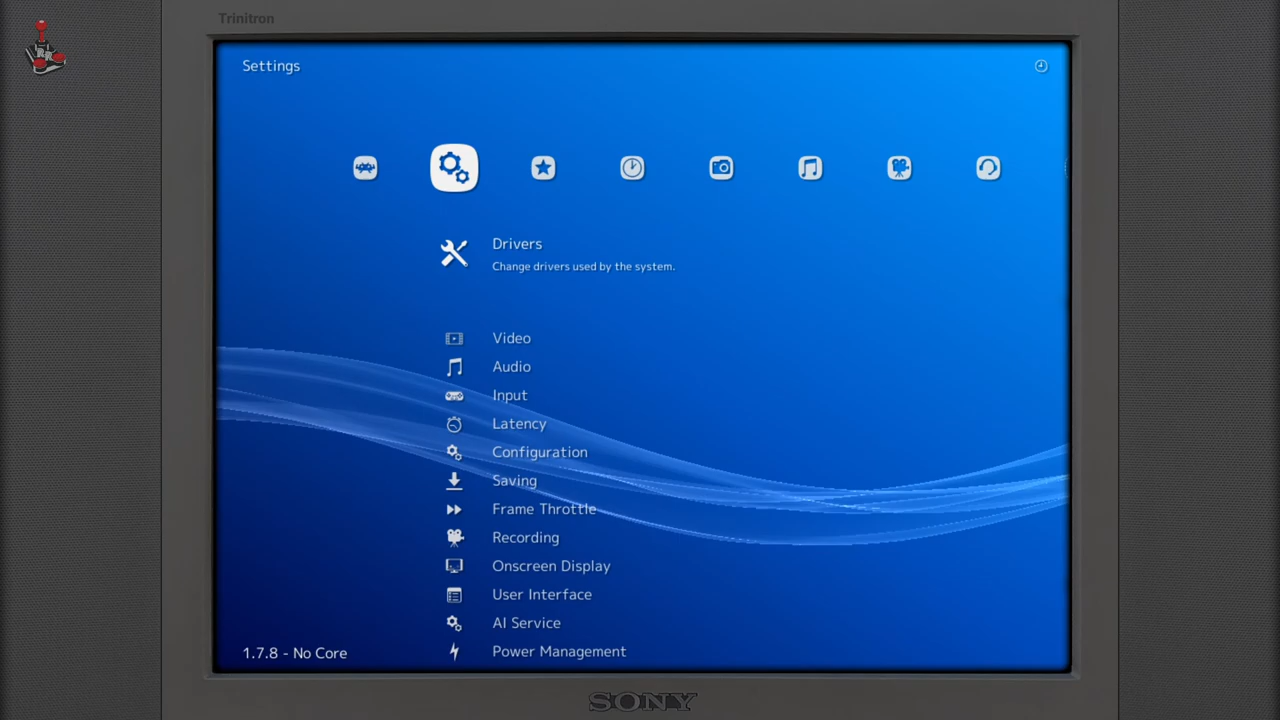 Trinitron
Settings
Drivers
Change drivers used by the system.
Video
Audio
Input
Latency
Configuration
Saving
Frame Throttle
Recording
Onscreen Display
User Interface
AI Service
Power Management
1.7.8 - No Core
SONY